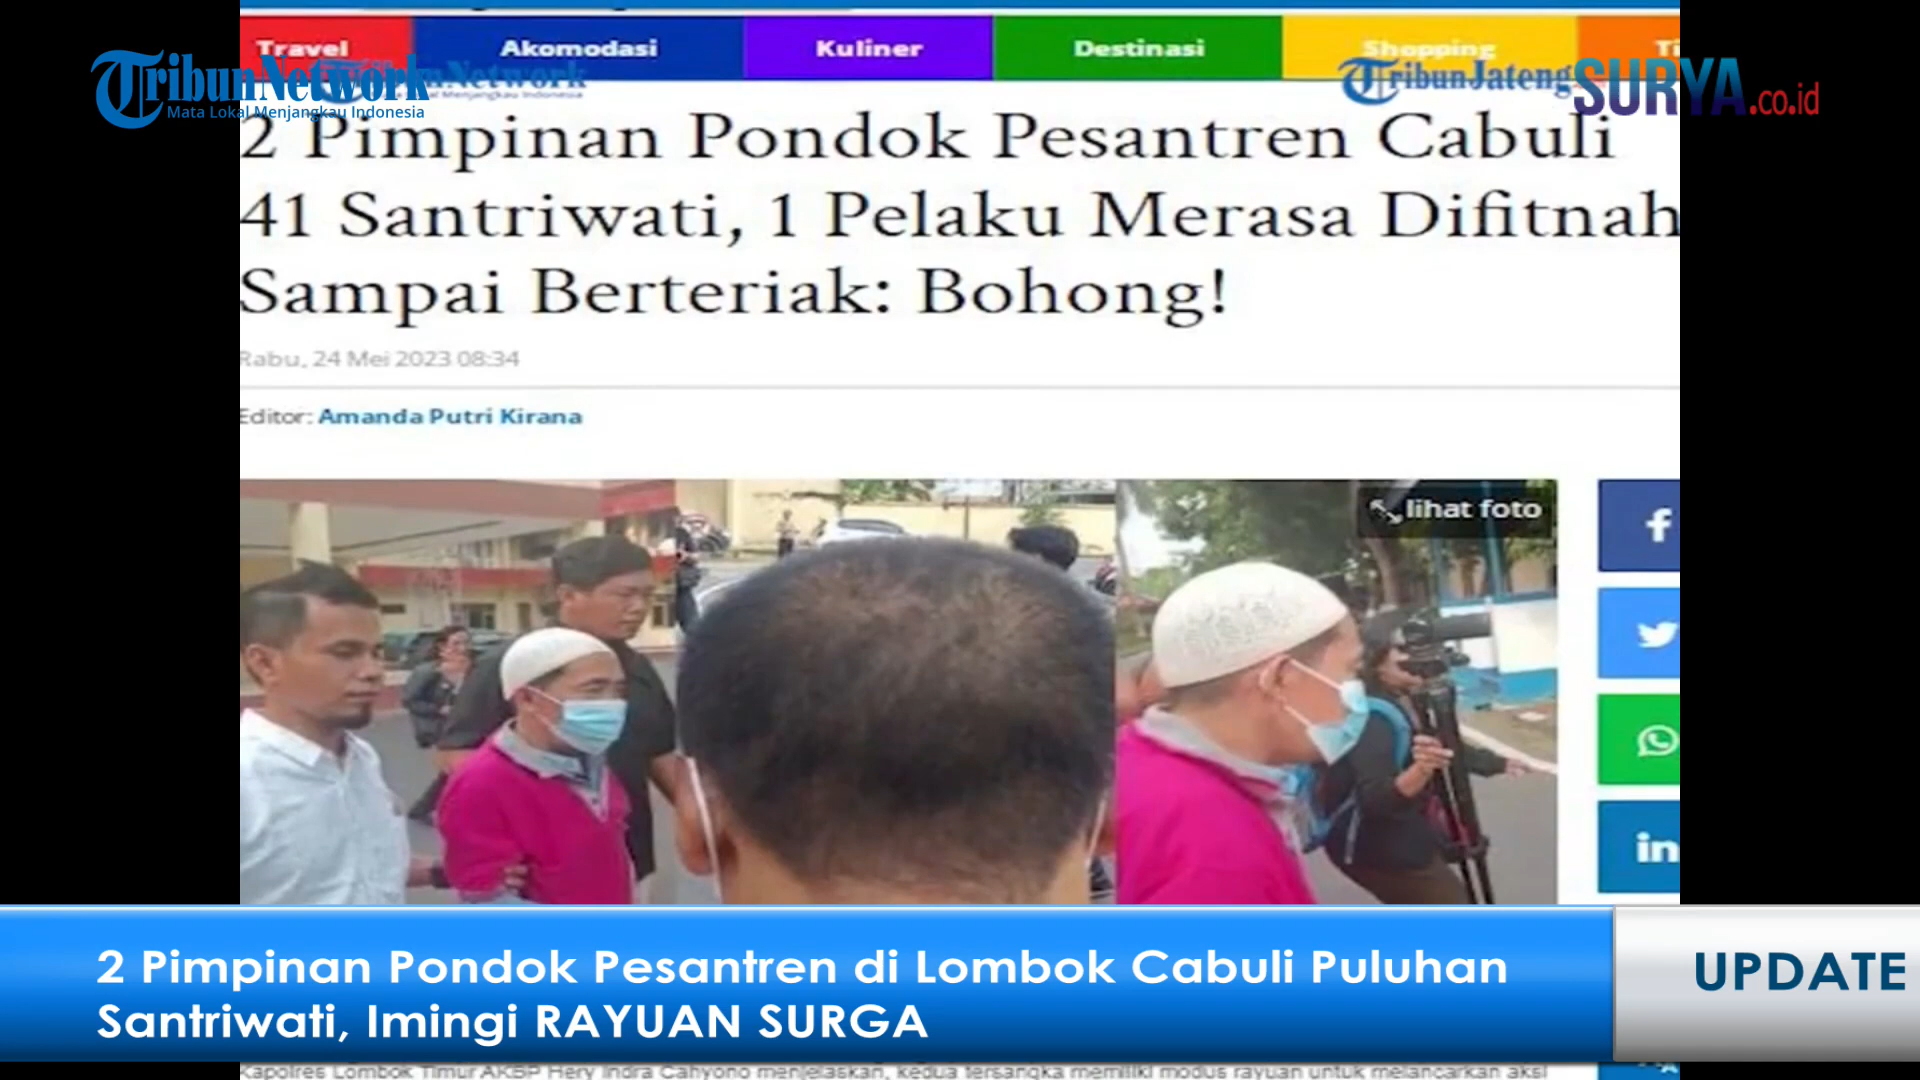 Travel
Akomodasi
Kuliner
Destinasi
Shopping
TribunNetwork
Mata Lokal Menjangkau Indonesia
TribunJateng
SURYA.co.id
2 Pimpinan Pondok Pesantren Cabuli
41 Santriwati, 1 Pelaku Merasa Difitnah
Sampai Berteriak: Bohong!
Rabu, 24 Mei 2023 08:34
Editor: Amanda Putri Kirana
lihat foto
f
in
2 Pimpinan Pondok Pesantren di Lombok Cabuli Puluhan
Santriwati, Imingi RAYUAN SURGA
UPDATE
Kapolres Lombok Timur AKBP Hery Indra Cahyono menjelaskan, kedua tersangka memiliki modus rayuan untuk melancarkan aksi